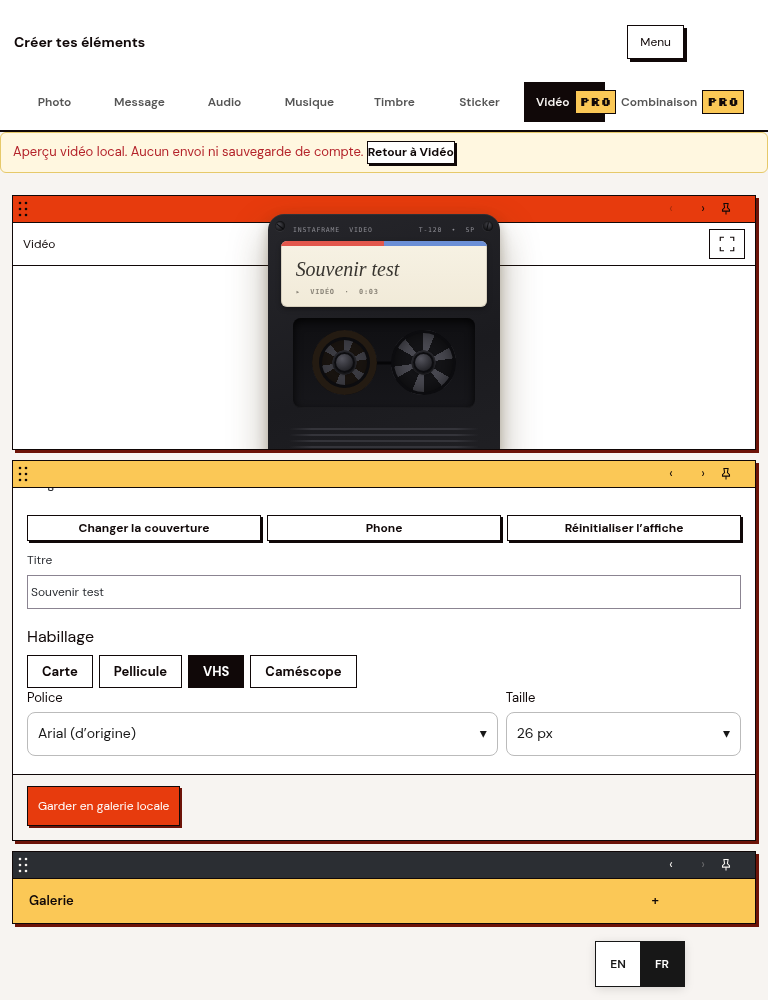 Créer tes éléments
Menu
Photo Message Audio Musique Timbre Sticker Vidéo PRO Combinaison PRO
Aperçu vidéo local. Aucun envoi ni sauvegarde de compte. Retour à Vidéo
Vidéo
INSTAFRAME VIDEO T-120 • SP
Souvenir test
▸ VIDÉO · 0:03
Changer la couverture Phone Réinitialiser l’affiche
Titre
Souvenir test
Habillage
Carte Pellicule VHS Caméscope
Police Taille
Arial (d’origine) ▾ 26 px ▾
Garder en galerie locale
Galerie +
EN FR